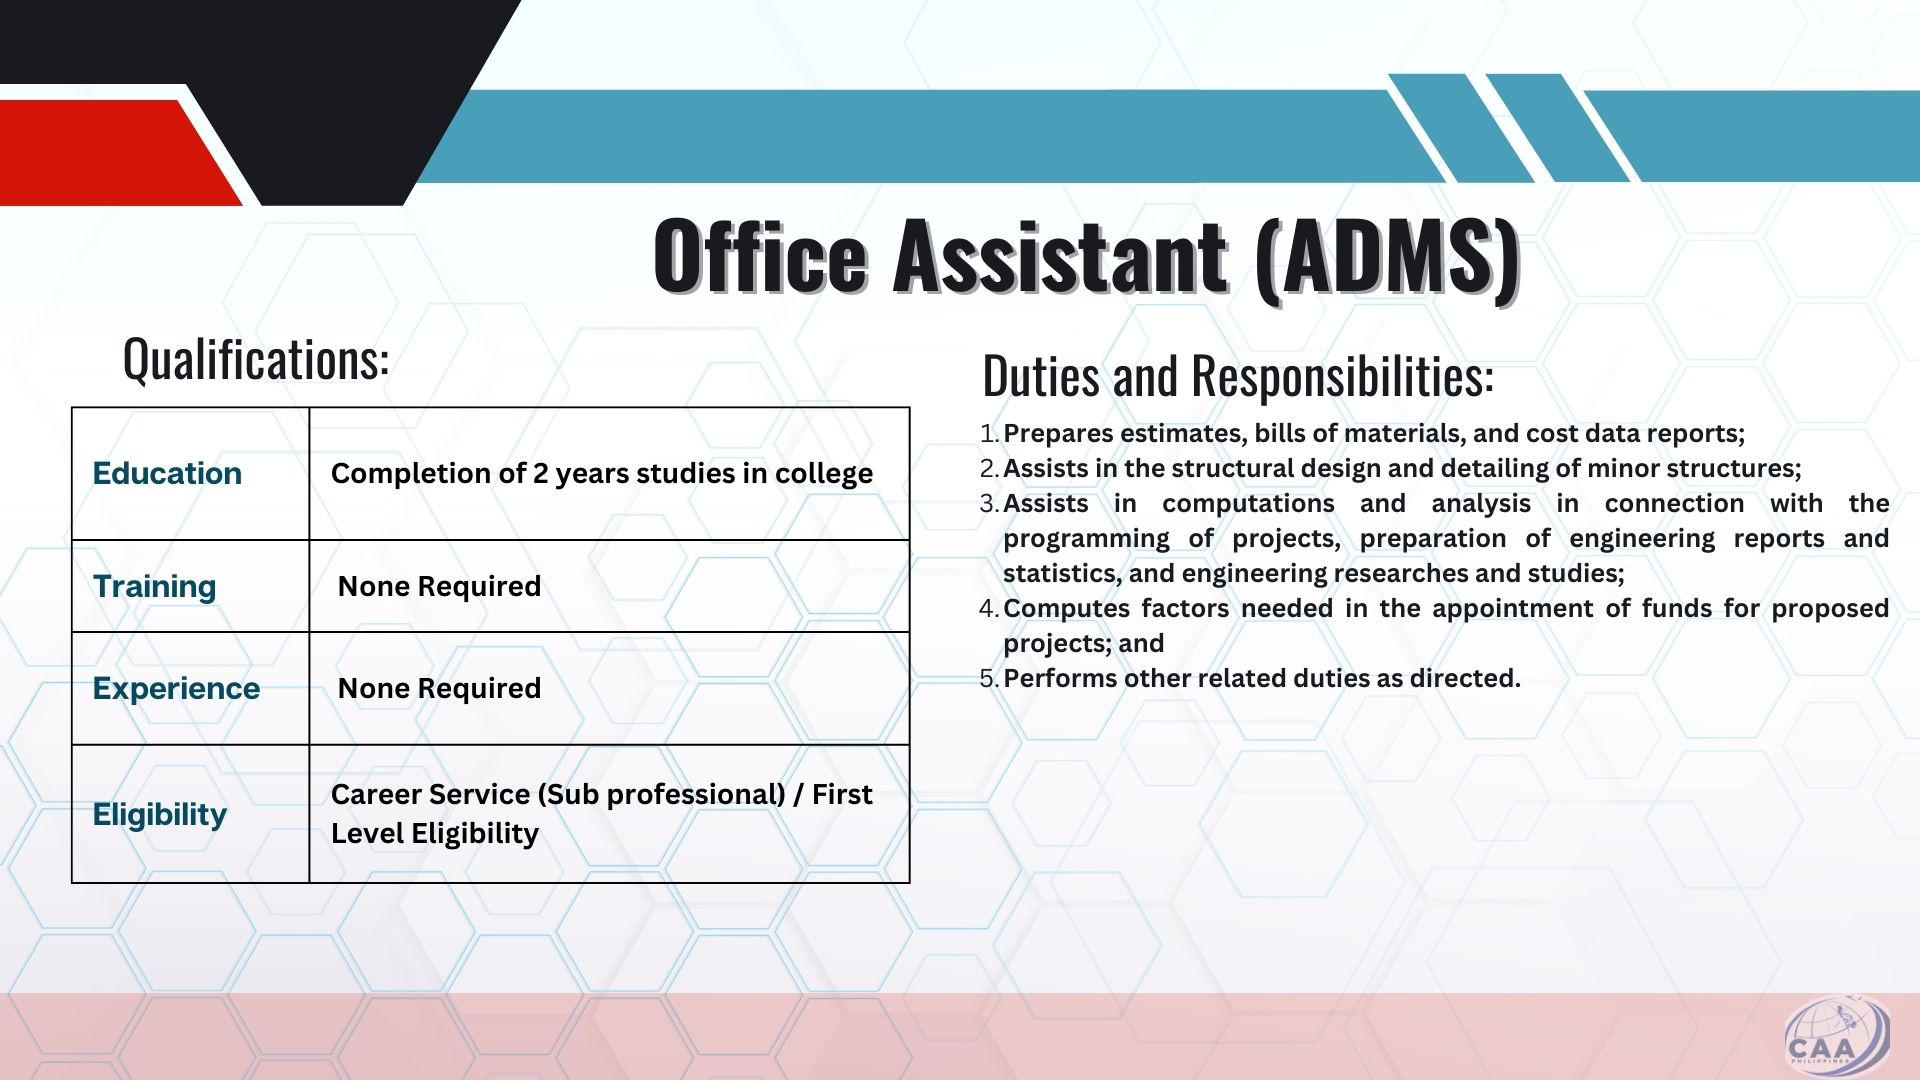 Office Assistant (ADMS)
Qualifications:
Education
Completion of 2 years studies in college
Training
None Required
Experience
None Required
Eligibility
Career Service (Sub professional) / First
Level Eligibility
Duties and Responsibilities:
1. Prepares estimates, bills of materials, and cost data reports;
2. Assists in the structural design and detailing of minor structures;
3. Assists in computations and analysis in connection with the
programming of projects, preparation of engineering reports and
statistics, and engineering researches and studies;
4. Computes factors needed in the appointment of funds for proposed
projects; and
5. Performs other related duties as directed.
CAA
PHILIPPINES